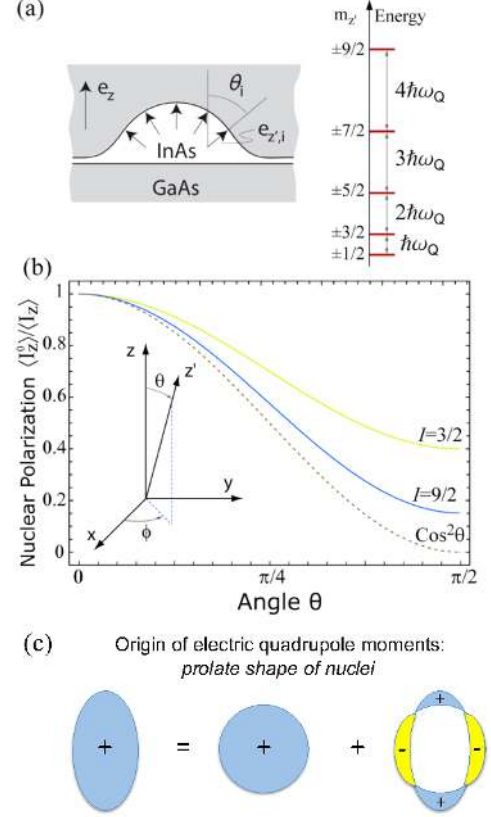 (a)
m_z' Energy
±9/2
4ħω_Q
±7/2
3ħω_Q
±5/2
2ħω_Q
±3/2
ħω_Q
±1/2
e_z
θ_i
e_z',i
InAs
GaAs
(b)
Nuclear Polarization ⟨I_z^o⟩/⟨I_z⟩
1
0.8
0.6
0.4
0.2
0
z
θ
z'
y
x
ϕ
I=3/2
I=9/2
Cos²θ
0
π/4
π/2
Angle θ
(c)
Origin of electric quadrupole moments:
prolate shape of nuclei
+ = + + + - - +